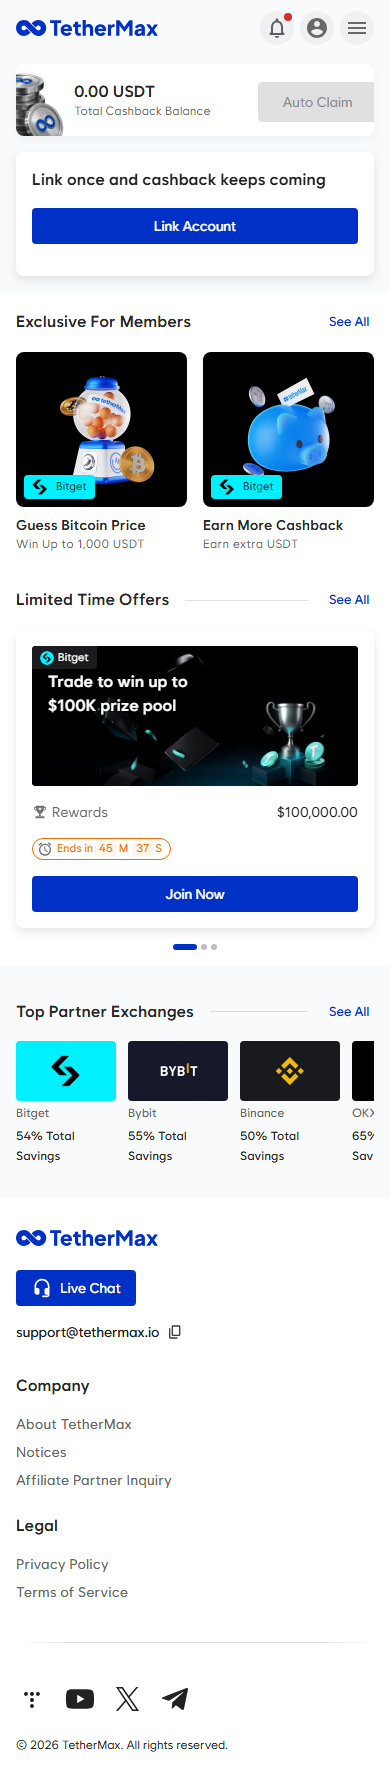 TetherMax
0.00 USDT
Total Cashback Balance
Auto Claim
Link once and cashback keeps coming
Link Account
Exclusive For Members
See All
TetherMax
Bitget
TetherMax
Bitget
Guess Bitcoin Price
Win Up to 1,000 USDT
Earn More Cashback
Earn extra USDT
Limited Time Offers
See All
Bitget
Trade to win up to
$100K prize pool
Rewards
$100,000.00
Ends in 45 M 37 S
Join Now
Top Partner Exchanges
See All
BYBIT
Bitget
54% Total
Savings
Bybit
55% Total
Savings
Binance
50% Total
Savings
OKX
65%
Sav
TetherMax
Live Chat
support@tethermax.io
Company
About TetherMax
Notices
Affiliate Partner Inquiry
Legal
Privacy Policy
Terms of Service
© 2026 TetherMax. All rights reserved.